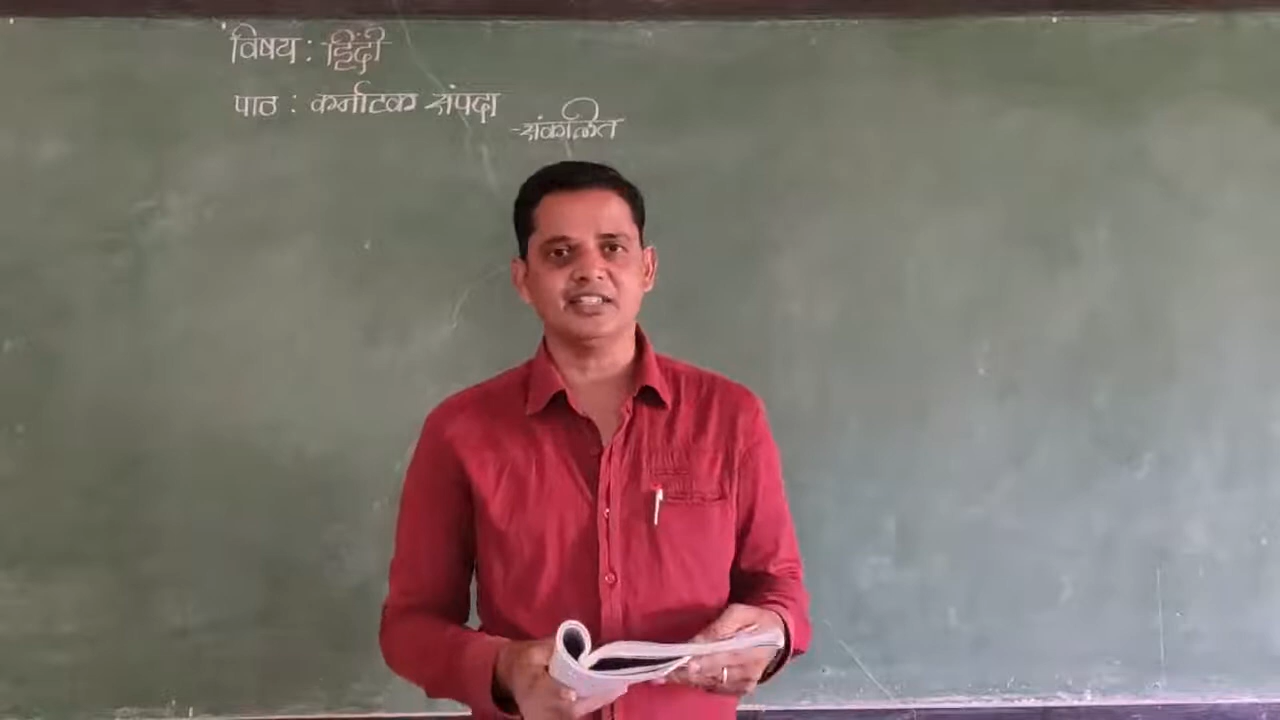 विषय : हिंदी
पाठ : कर्नाटक संपदा
-संकलित